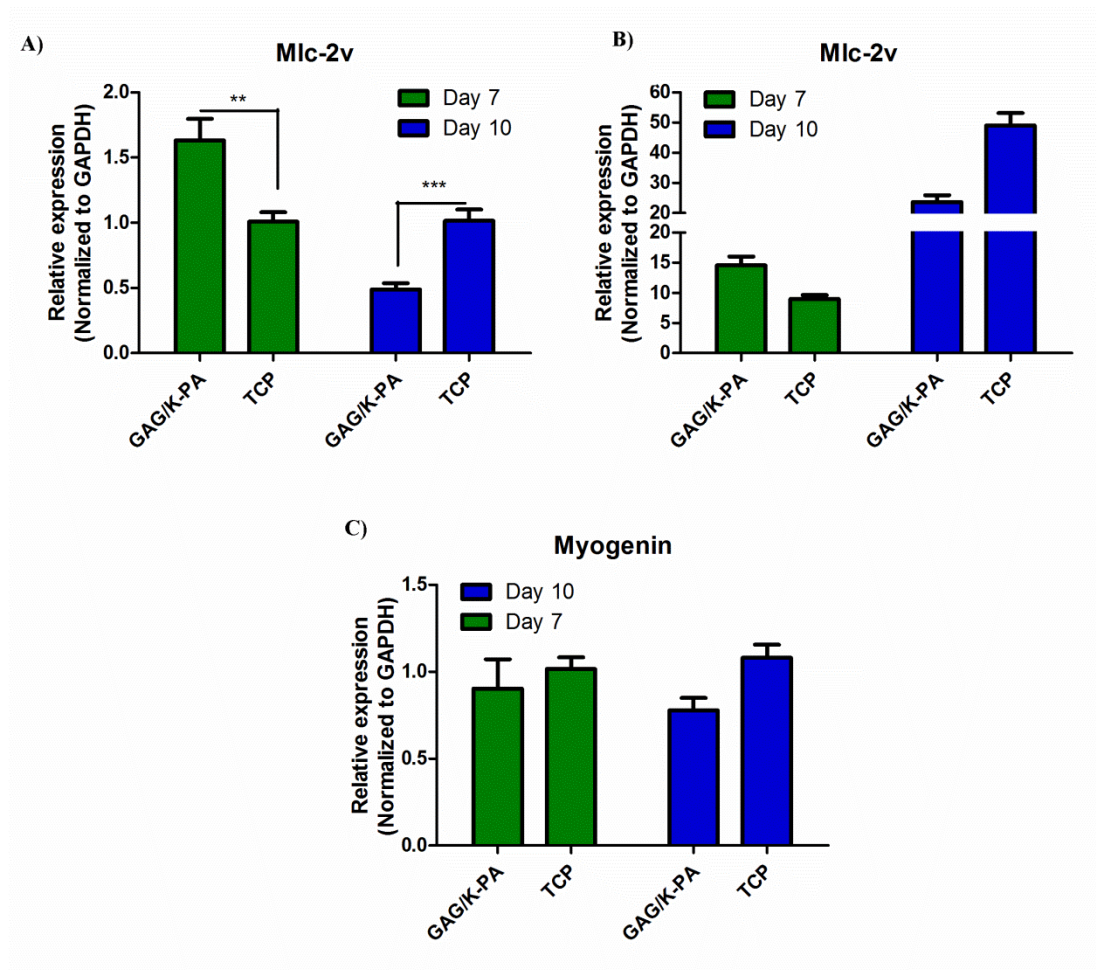 A)
Mlc-2v
Relative expression
(Normalized to GAPDH)
2.0
1.5
1.0
0.5
0.0
**
***
Day 7
Day 10
GAG/K-PA
TCP
GAG/K-PA
TCP
B)
Mlc-2v
Relative expression
(Normalized to GAPDH)
60
50
40
30
20
20
15
10
5
0
Day 7
Day 10
GAG/K-PA
TCP
GAG/K-PA
TCP
C)
Myogenin
Relative expression
(Normalized to GAPDH)
1.5
1.0
0.5
0.0
Day 10
Day 7
GAG/K-PA
TCP
GAG/K-PA
TCP